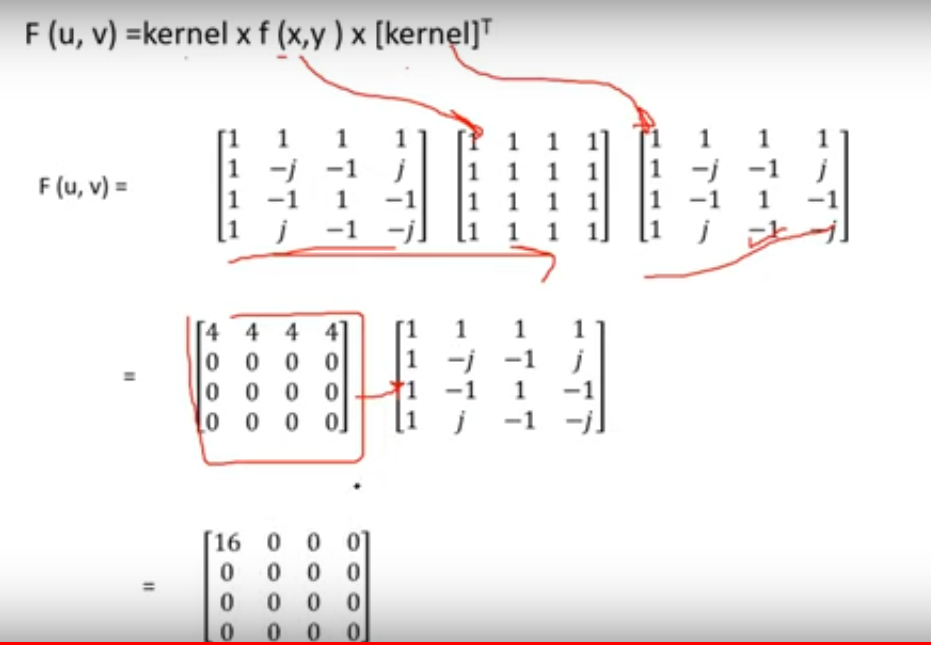 F (u, v) =kernel x f (x,y ) x [kernel]ᵀ
F (u, v) = [1 1 1 1] [1 1 1 1] [1 1 1 1]
[1 −j −1 j] [1 1 1 1] [1 −j −1 j]
[1 −1 1 −1] [1 1 1 1] [1 −1 1 −1]
[1 j −1 −j] [1 1 1 1] [1 j −1 −j]
= [4 4 4 4] [1 1 1 1]
[0 0 0 0] [1 −j −1 j]
[0 0 0 0] [1 −1 1 −1]
[0 0 0 0] [1 j −1 −j]
= [16 0 0 0]
[0 0 0 0]
[0 0 0 0]
[0 0 0 0]